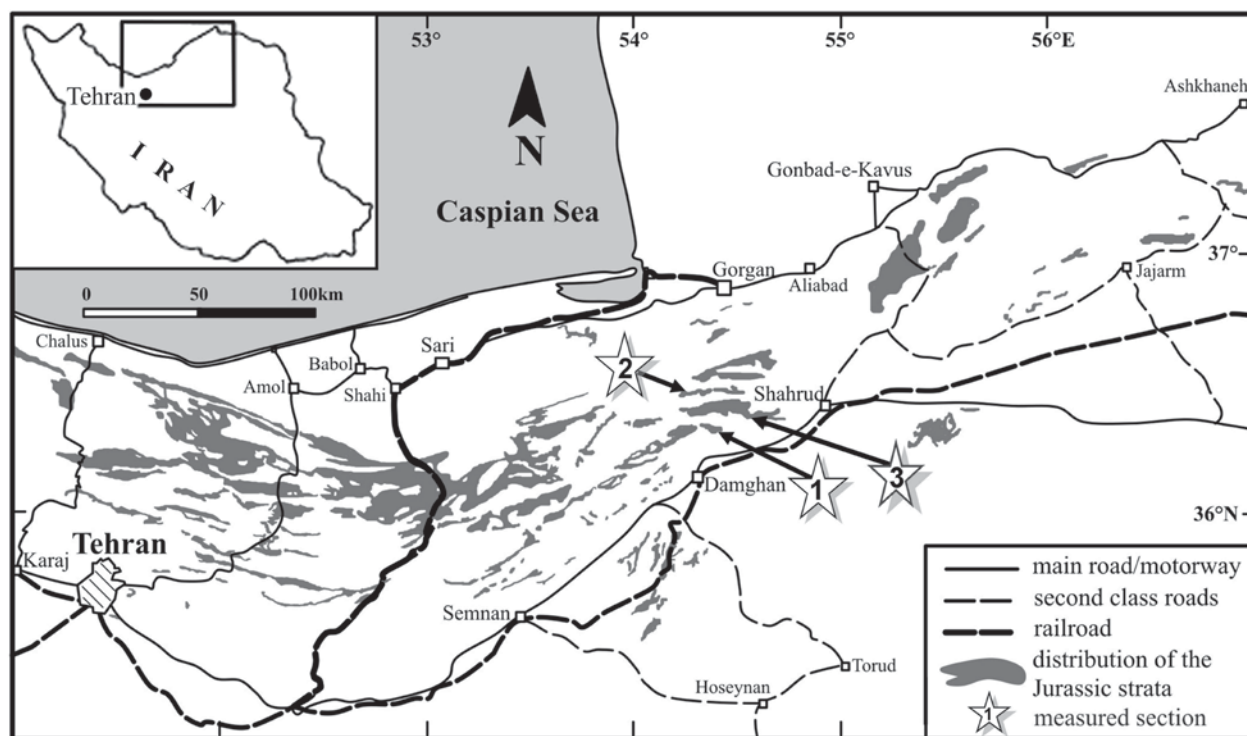 53°
54°
55°
56°E
Tehran
IRAN
N
Caspian Sea
0
50
100km
Ashkhaneh
Gonbad-e-Kavus
37°
Gorgan
Aliabad
Jajarm
Chalus
Babol
Sari
Amol
Shahi
2
Shahrud
3
1
Damghan
36°N
Tehran
Karaj
Semnan
Torud
Hoseynan
main road/motorway
second class roads
railroad
distribution of the
Jurassic strata
1
measured section